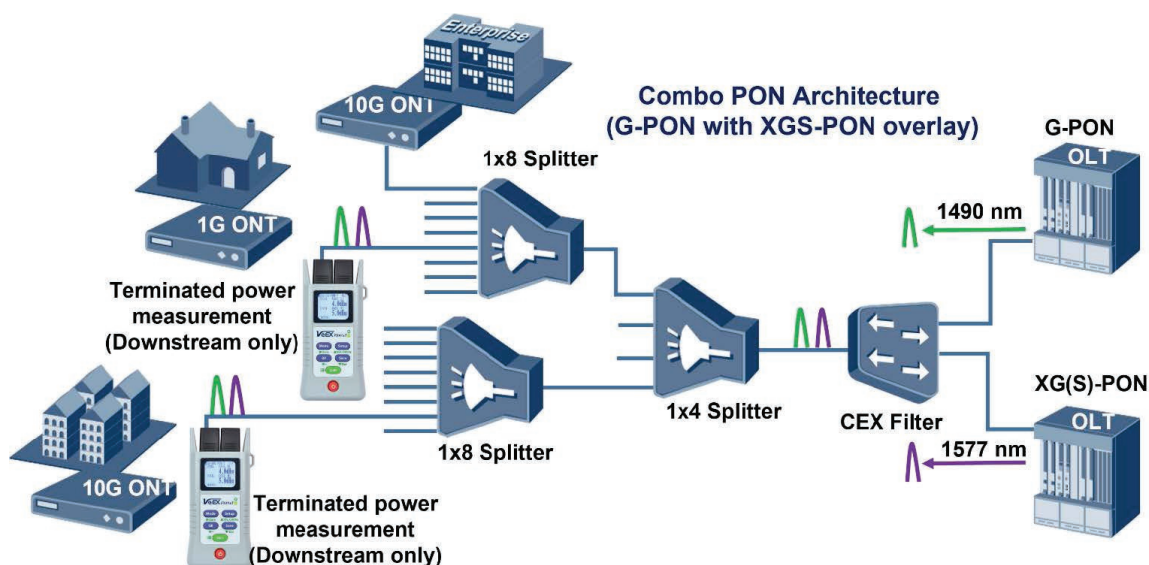 Enterprise
10G ONT
Combo PON Architecture
(G-PON with XGS-PON overlay)
G-PON
OLT
1x8 Splitter
1G ONT
1490 nm
Terminated power
measurement
(Downstream only)
VeEX
XG(S)-PON
OLT
1x4 Splitter
CEX Filter
1577 nm
1x8 Splitter
10G ONT
VeEX
Terminated power
measurement
(Downstream only)